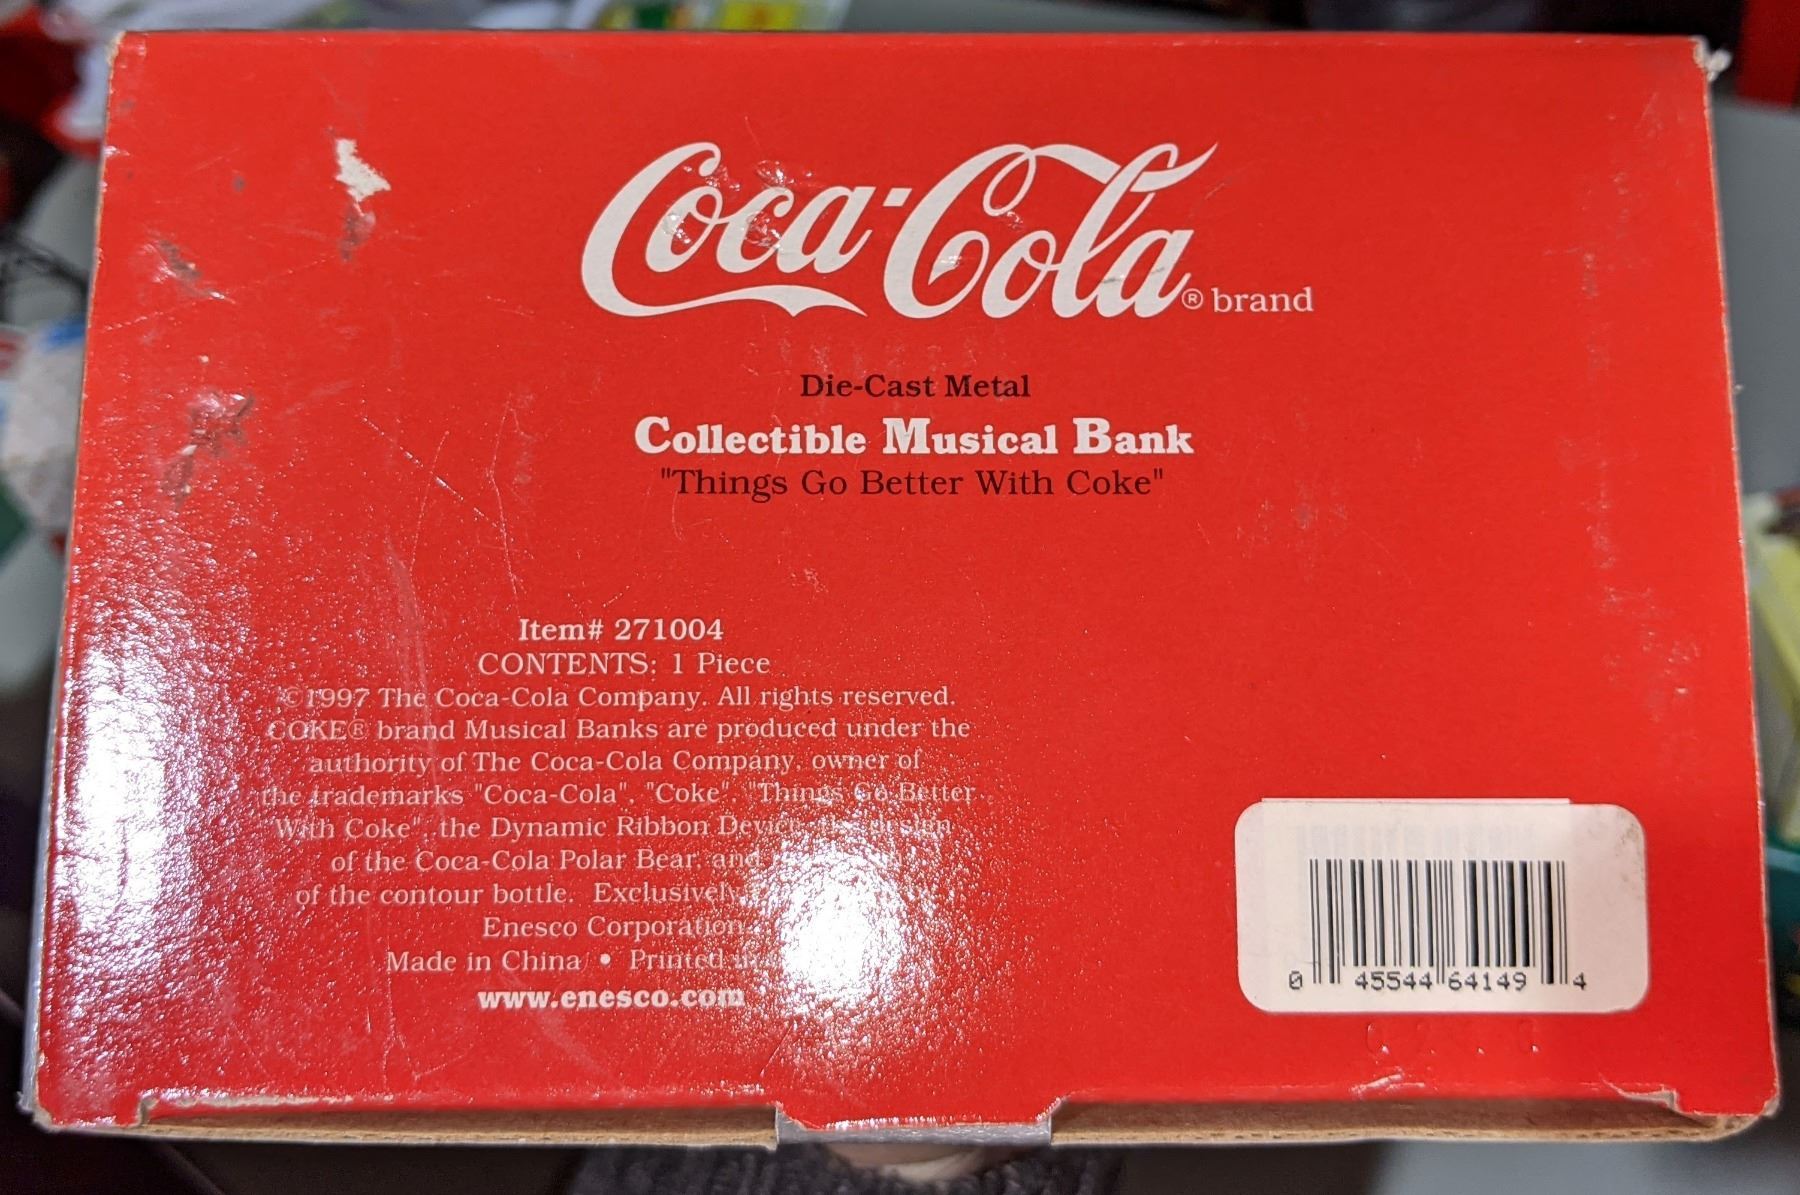 Coca-Cola® brand
Die-Cast Metal
Collectible Musical Bank
"Things Go Better With Coke"
Item# 271004
CONTENTS: 1 Piece
©1997 The Coca-Cola Company. All rights reserved.
COKE® brand Musical Banks are produced under the
authority of The Coca-Cola Company, owner of
the trademarks "Coca-Cola", "Coke", "Things Go Better
With Coke", the Dynamic Ribbon Device, the design
of the Coca-Cola Polar Bear, and
of the contour bottle. Exclusively
Enesco Corporation
Made in China • Printed in
www.enesco.com
0 45544 64149 4